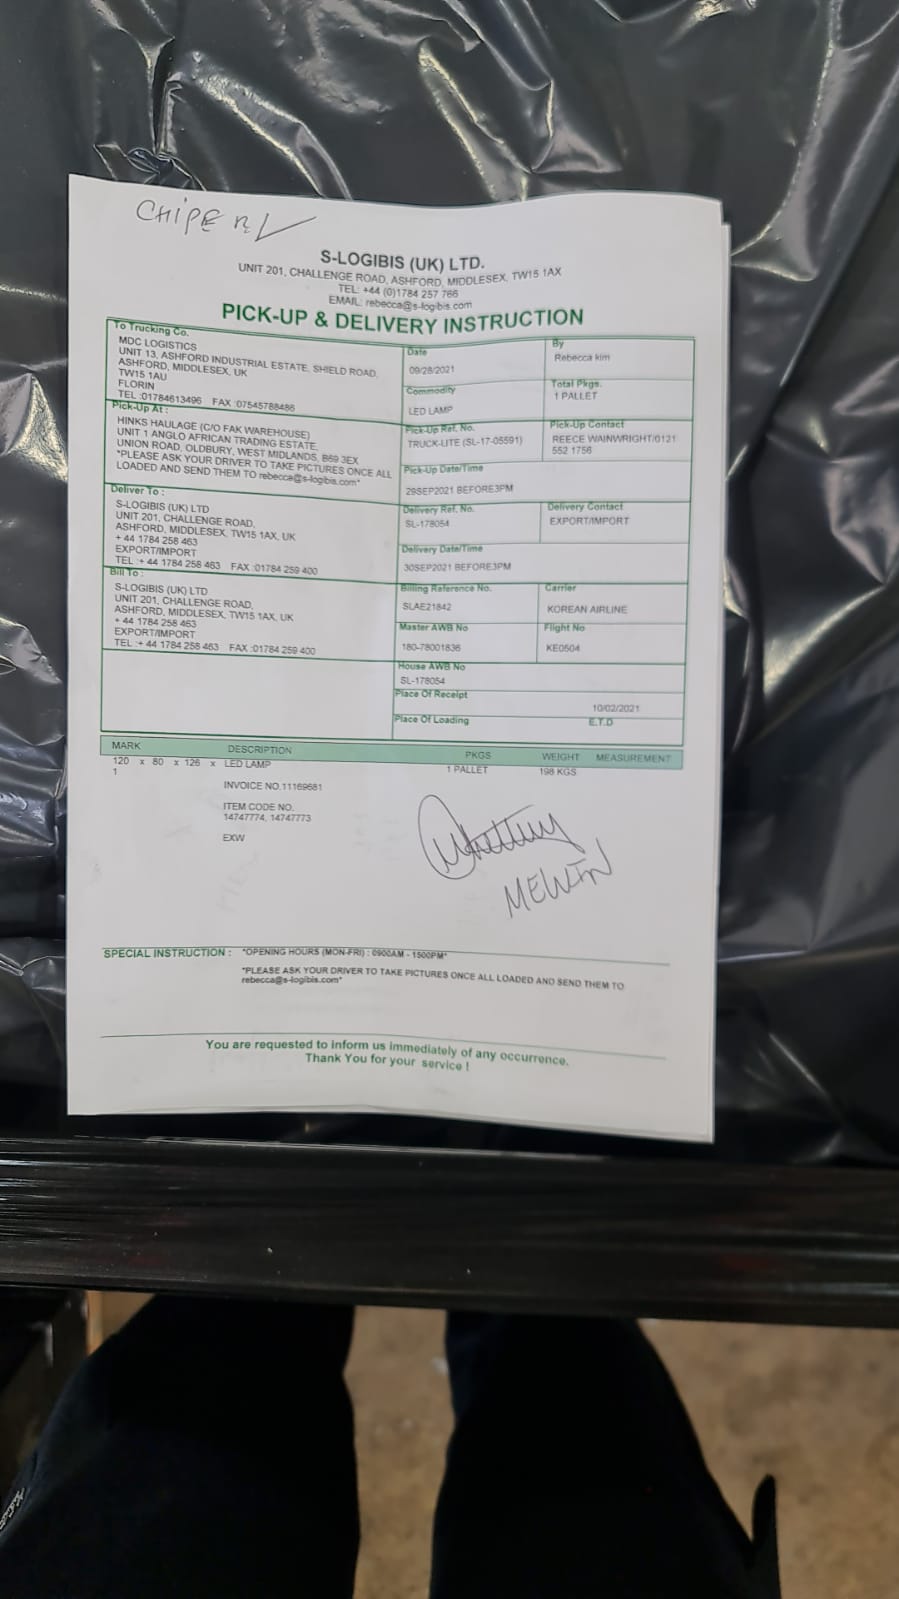 CHIPER
S-LOGIBIS (UK) LTD.
UNIT 201, CHALLENGE ROAD, ASHFORD, MIDDLESEX, TW15 1AX
TEL: +44 (0)1784 257 766
EMAIL: rebecca@s-logibis.com
PICK-UP & DELIVERY INSTRUCTION
To Trucking Co.
MDC LOGISTICS
UNIT 13, ASHFORD INDUSTRIAL ESTATE, SHIELD ROAD,
ASHFORD, MIDDLESEX, UK
TW15 1AU
FLORIN
TEL :01784613496 FAX :07545788486
Date
09/28/2021
By
Rebecca kim
Commodity
LED LAMP
Total Pkgs.
1 PALLET
Pick-Up At :
HINKS HAULAGE (C/O FAK WAREHOUSE)
UNIT 1 ANGLO AFRICAN TRADING ESTATE,
UNION ROAD, OLDBURY, WEST MIDLANDS, B69 3EX
*PLEASE ASK YOUR DRIVER TO TAKE PICTURES ONCE ALL
LOADED AND SEND THEM TO rebecca@s-logibis.com*
Pick-Up Ref. No.
TRUCK-LITE (SL-17-05591)
Pick-Up Contact
REECE WAINWRIGHT/0121
552 1756
Pick-Up Date/Time
29SEP2021 BEFORE3PM
Deliver To :
S-LOGIBIS (UK) LTD
UNIT 201, CHALLENGE ROAD,
ASHFORD, MIDDLESEX, TW15 1AX, UK
+ 44 1784 258 463
EXPORT/IMPORT
TEL :+ 44 1784 258 463 FAX :01784 259 400
Delivery Ref. No.
SL-178054
Delivery Contact
EXPORT/IMPORT
Delivery Date/Time
30SEP2021 BEFORE3PM
Bill To :
S-LOGIBIS (UK) LTD
UNIT 201, CHALLENGE ROAD,
ASHFORD, MIDDLESEX, TW15 1AX, UK
+ 44 1784 258 463
EXPORT/IMPORT
TEL :+ 44 1784 258 463 FAX :01784 259 400
Billing Reference No.
SLAE21842
Carrier
KOREAN AIRLINE
Master AWB No
180-78001836
Flight No
KE0504
House AWB No
SL-178054
Place Of Receipt
10/02/2021
Place Of Loading E.T.D
MARK DESCRIPTION PKGS WEIGHT MEASUREMENT
120 x 80 x 126 x LED LAMP 1 PALLET 198 KGS
1
INVOICE NO.11169681
ITEM CODE NO.
14747774, 14747773
EXW
MEWIN
SPECIAL INSTRUCTION : *OPENING HOURS (MON-FRI) : 0900AM - 1500PM*
*PLEASE ASK YOUR DRIVER TO TAKE PICTURES ONCE ALL LOADED AND SEND THEM TO
rebecca@s-logibis.com*
You are requested to inform us immediately of any occurrence.
Thank You for your service !